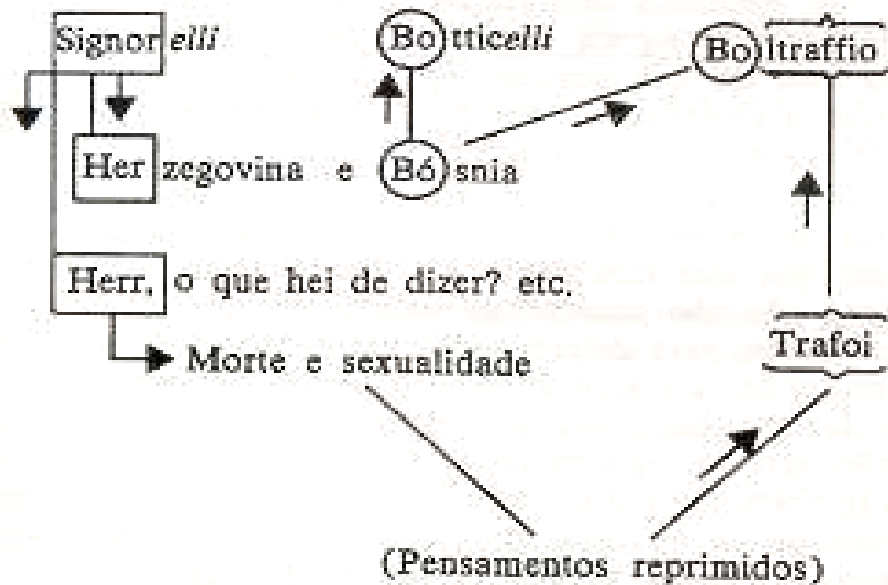 Signorelli Botticelli Boltraffio
Herzegovina e Bósnia
Herr, o que hei de dizer? etc.
Trafoi
Morte e sexualidade
(Pensamentos reprimidos)